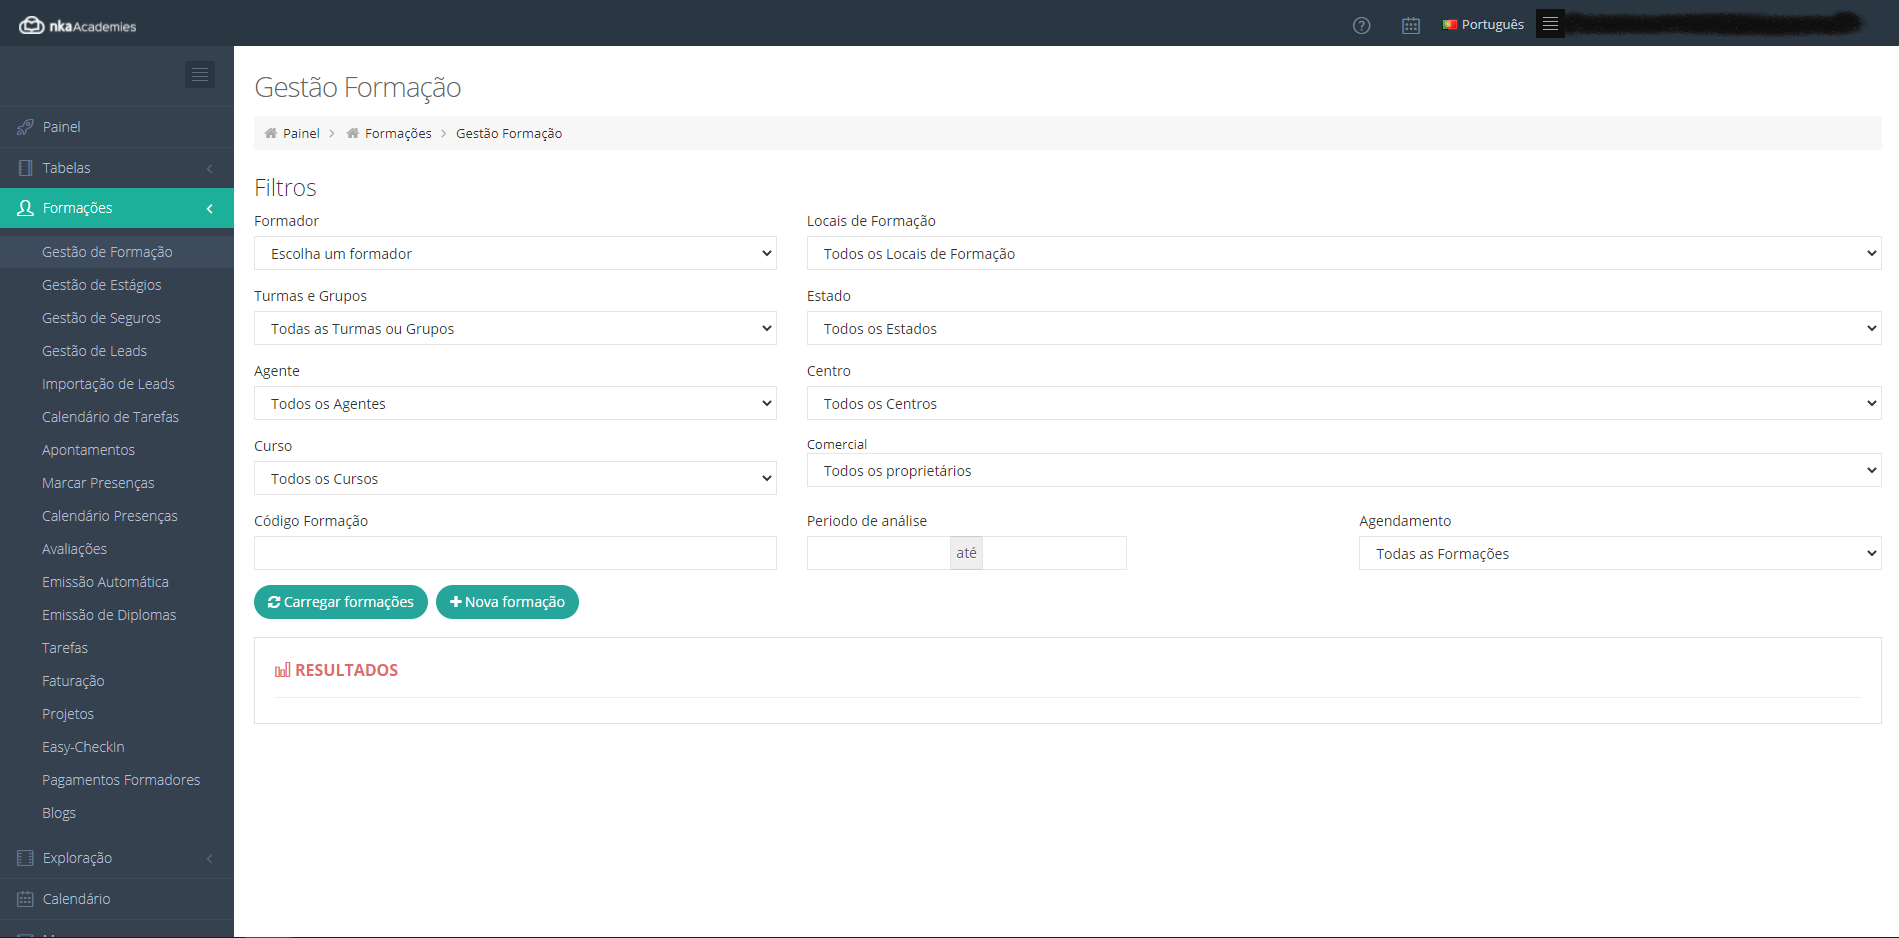 nkaAcademies
Português
Painel
Tabelas
Formações
Gestão de Formação
Gestão de Estágios
Gestão de Seguros
Gestão de Leads
Importação de Leads
Calendário de Tarefas
Apontamentos
Marcar Presenças
Calendário Presenças
Avaliações
Emissão Automática
Emissão de Diplomas
Tarefas
Faturação
Projetos
Easy-CheckIn
Pagamentos Formadores
Blogs
Exploração
Calendário
Gestão Formação
Painel > Formações > Gestão Formação
Filtros
Formador
Escolha um formador
Locais de Formação
Todos os Locais de Formação
Turmas e Grupos
Todas as Turmas ou Grupos
Estado
Todos os Estados
Agente
Todos os Agentes
Centro
Todos os Centros
Curso
Todos os Cursos
Comercial
Todos os proprietários
Código Formação
Periodo de análise
até
Agendamento
Todas as Formações
Carregar formações
Nova formação
RESULTADOS